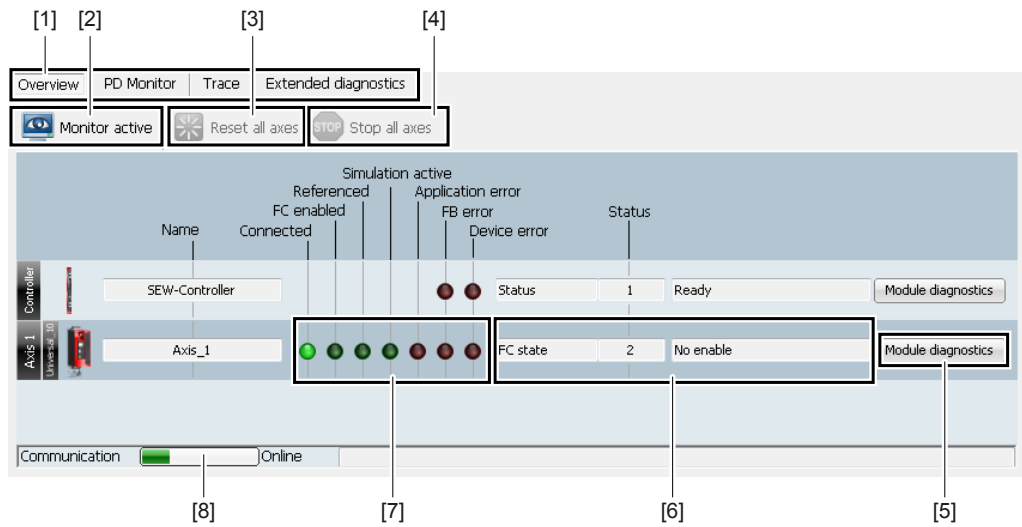 [1] [2] [3] [4]
Overview PD Monitor Trace Extended diagnostics
Monitor active Reset all axes STOP Stop all axes
Simulation active
Referenced Application error
FC enabled FB error Status
Name Connected Device error
Controller SEW-Controller Status 1 Ready Module diagnostics
Axis 1 Universal_10 Axis_1 FC state 2 No enable Module diagnostics
Communication Online
[8] [7] [6] [5]